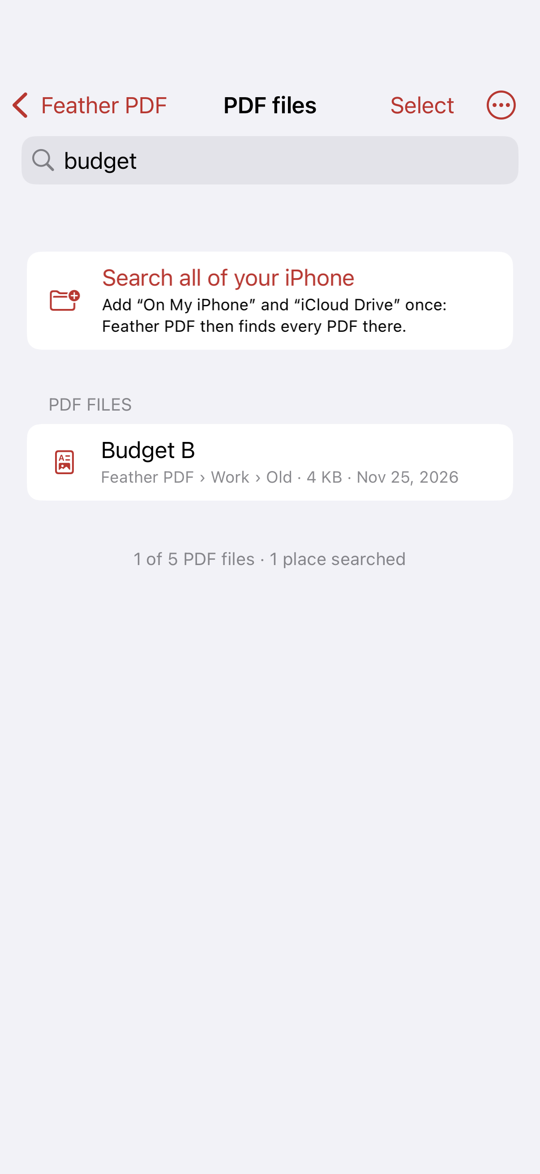 Feather PDF
PDF files
Select
budget
Search all of your iPhone
Add “On My iPhone” and “iCloud Drive” once:
Feather PDF then finds every PDF there.
PDF FILES
Budget B
Feather PDF › Work › Old · 4 KB · Nov 25, 2026
1 of 5 PDF files · 1 place searched